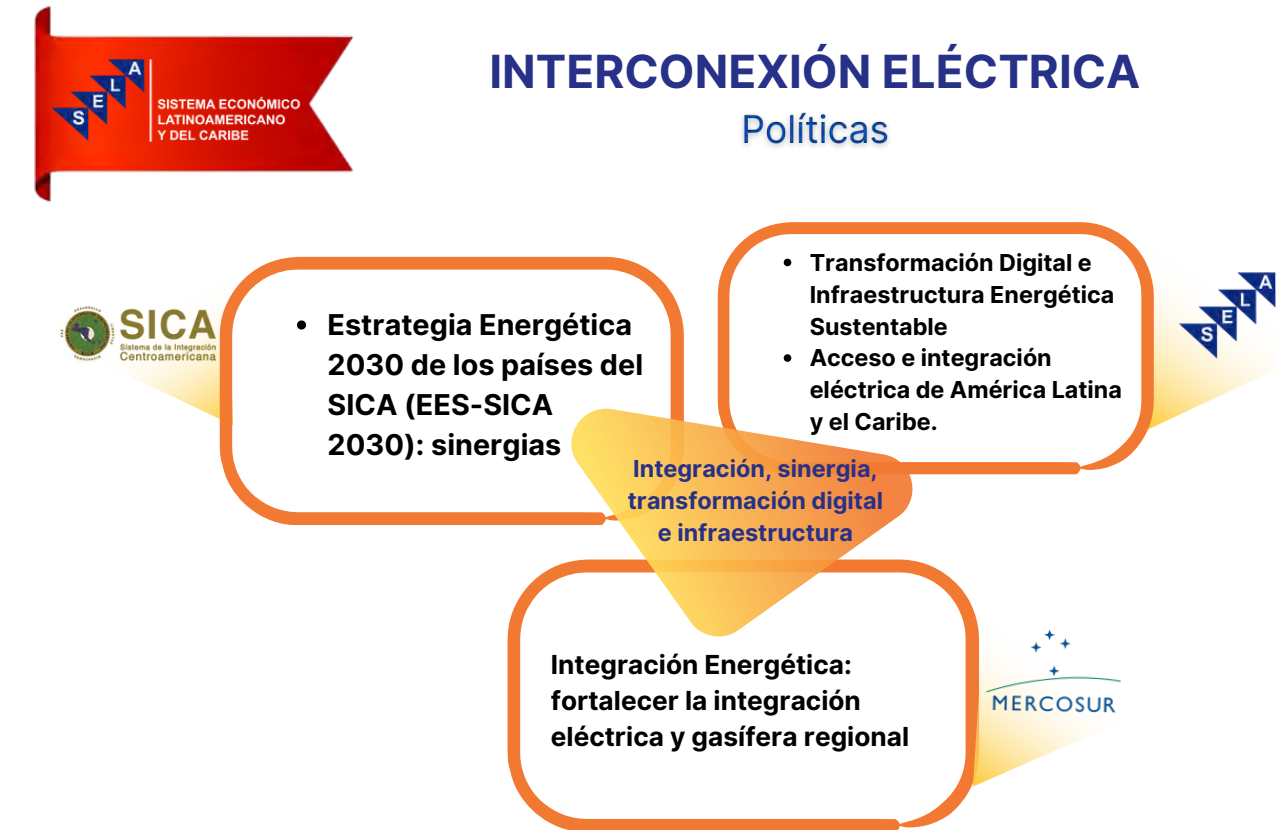 SELA
SISTEMA ECONÓMICO
LATINOAMERICANO
Y DEL CARIBE
INTERCONEXIÓN ELÉCTRICA
Políticas
SICA
Sistema de la Integración
Centroamericana
• Estrategia Energética
2030 de los países del
SICA (EES-SICA
2030): sinergias
• Transformación Digital e
Infraestructura Energética
Sustentable
• Acceso e integración
eléctrica de América Latina
y el Caribe.
SELA
Integración, sinergia,
transformación digital
e infraestructura
Integración Energética:
fortalecer la integración
eléctrica y gasífera regional
MERCOSUR